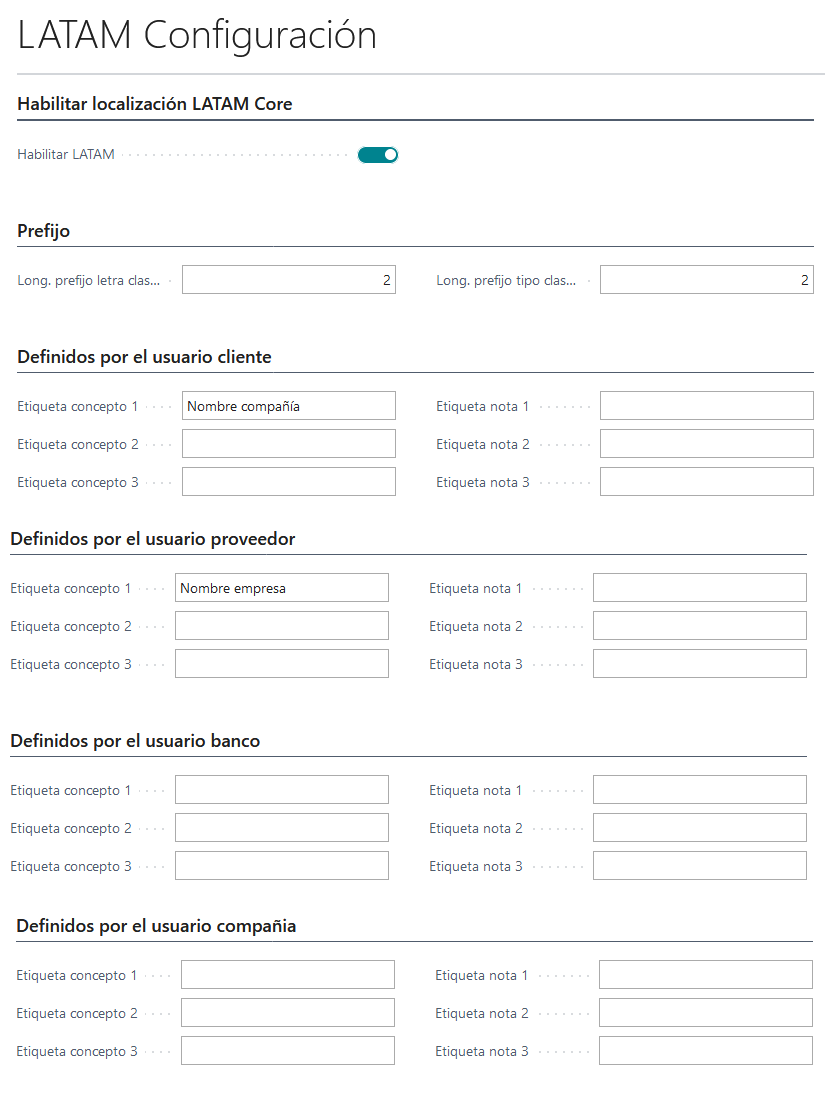 LATAM Configuración
Habilitar localización LATAM Core
Habilitar LATAM
Prefijo
Long. prefijo letra clas... 2 Long. prefijo tipo clas... 2
Definidos por el usuario cliente
Etiqueta concepto 1 Nombre compañía Etiqueta nota 1
Etiqueta concepto 2 Etiqueta nota 2
Etiqueta concepto 3 Etiqueta nota 3
Definidos por el usuario proveedor
Etiqueta concepto 1 Nombre empresa Etiqueta nota 1
Etiqueta concepto 2 Etiqueta nota 2
Etiqueta concepto 3 Etiqueta nota 3
Definidos por el usuario banco
Etiqueta concepto 1 Etiqueta nota 1
Etiqueta concepto 2 Etiqueta nota 2
Etiqueta concepto 3 Etiqueta nota 3
Definidos por el usuario compañia
Etiqueta concepto 1 Etiqueta nota 1
Etiqueta concepto 2 Etiqueta nota 2
Etiqueta concepto 3 Etiqueta nota 3